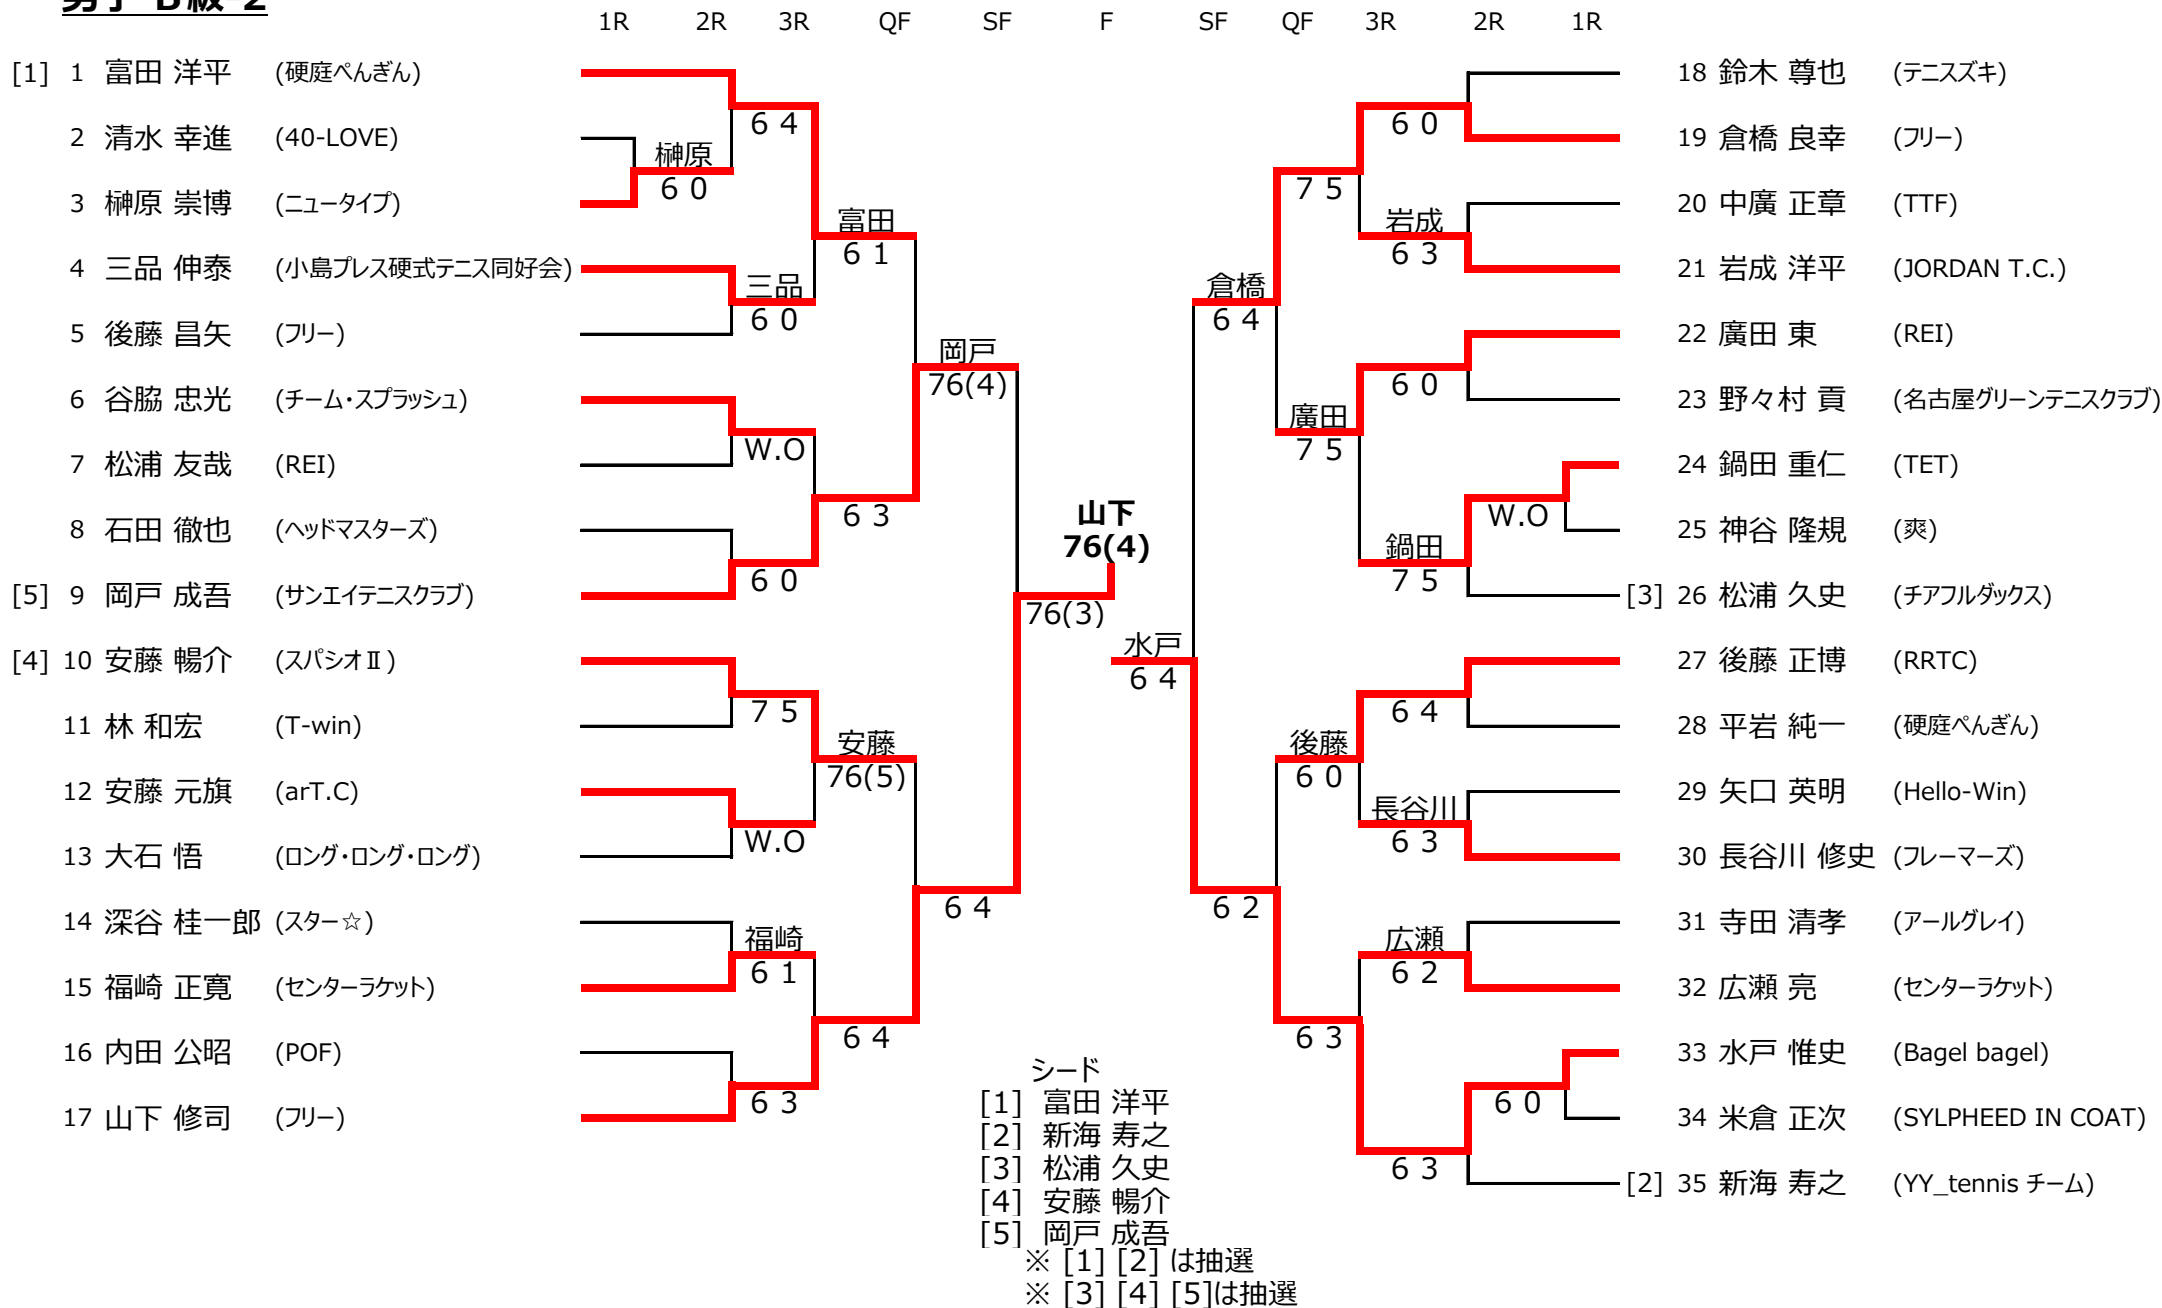 男子 B級-2
1R 2R 3R QF SF F SF QF 3R 2R 1R
[1] 1 富田 洋平 (硬庭ぺんぎん)
2 清水 幸進 (40-LOVE)
3 榊原 崇博 (ニュータイプ)
4 三品 伸泰 (小島プレス硬式テニス同好会)
5 後藤 昌矢 (フリー)
6 谷脇 忠光 (チーム・スプラッシュ)
7 松浦 友哉 (REI)
8 石田 徹也 (ヘッドマスターズ)
[5] 9 岡戸 成吾 (サンエイテニスクラブ)
[4] 10 安藤 暢介 (スパシオⅡ)
11 林 和宏 (T-win)
12 安藤 元旗 (arT.C)
13 大石 悟 (ロング・ロング・ロング)
14 深谷 桂一郎 (スター☆)
15 福崎 正寛 (センターラケット)
16 内田 公昭 (POF)
17 山下 修司 (フリー)
榊原
6 0
6 4
三品
6 0
W.O
6 0
7 5
W.O
福崎
6 1
6 3
富田
6 1
6 3
安藤
76(5)
6 4
岡戸
76(4)
6 4
76(3)
山下
76(4)
水戸
6 4
倉橋
6 4
6 2
7 5
廣田
7 5
後藤
6 0
6 3
6 0
岩成
6 3
6 0
鍋田
7 5
6 4
長谷川
6 3
広瀬
6 2
6 3
W.O
6 0
18 鈴木 尊也 (テニスズキ)
19 倉橋 良幸 (フリー)
20 中廣 正章 (TTF)
21 岩成 洋平 (JORDAN T.C.)
22 廣田 東 (REI)
23 野々村 貢 (名古屋グリーンテニスクラブ)
24 鍋田 重仁 (TET)
25 神谷 隆規 (爽)
[3] 26 松浦 久史 (チアフルダックス)
27 後藤 正博 (RRTC)
28 平岩 純一 (硬庭ぺんぎん)
29 矢口 英明 (Hello-Win)
30 長谷川 修史 (フレーマーズ)
31 寺田 清孝 (アールグレイ)
32 広瀬 亮 (センターラケット)
33 水戸 惟史 (Bagel bagel)
34 米倉 正次 (SYLPHEED IN COAT)
[2] 35 新海 寿之 (YY_tennis チーム)
シード
[1] 富田 洋平
[2] 新海 寿之
[3] 松浦 久史
[4] 安藤 暢介
[5] 岡戸 成吾
※ [1] [2] は抽選
※ [3] [4] [5]は抽選